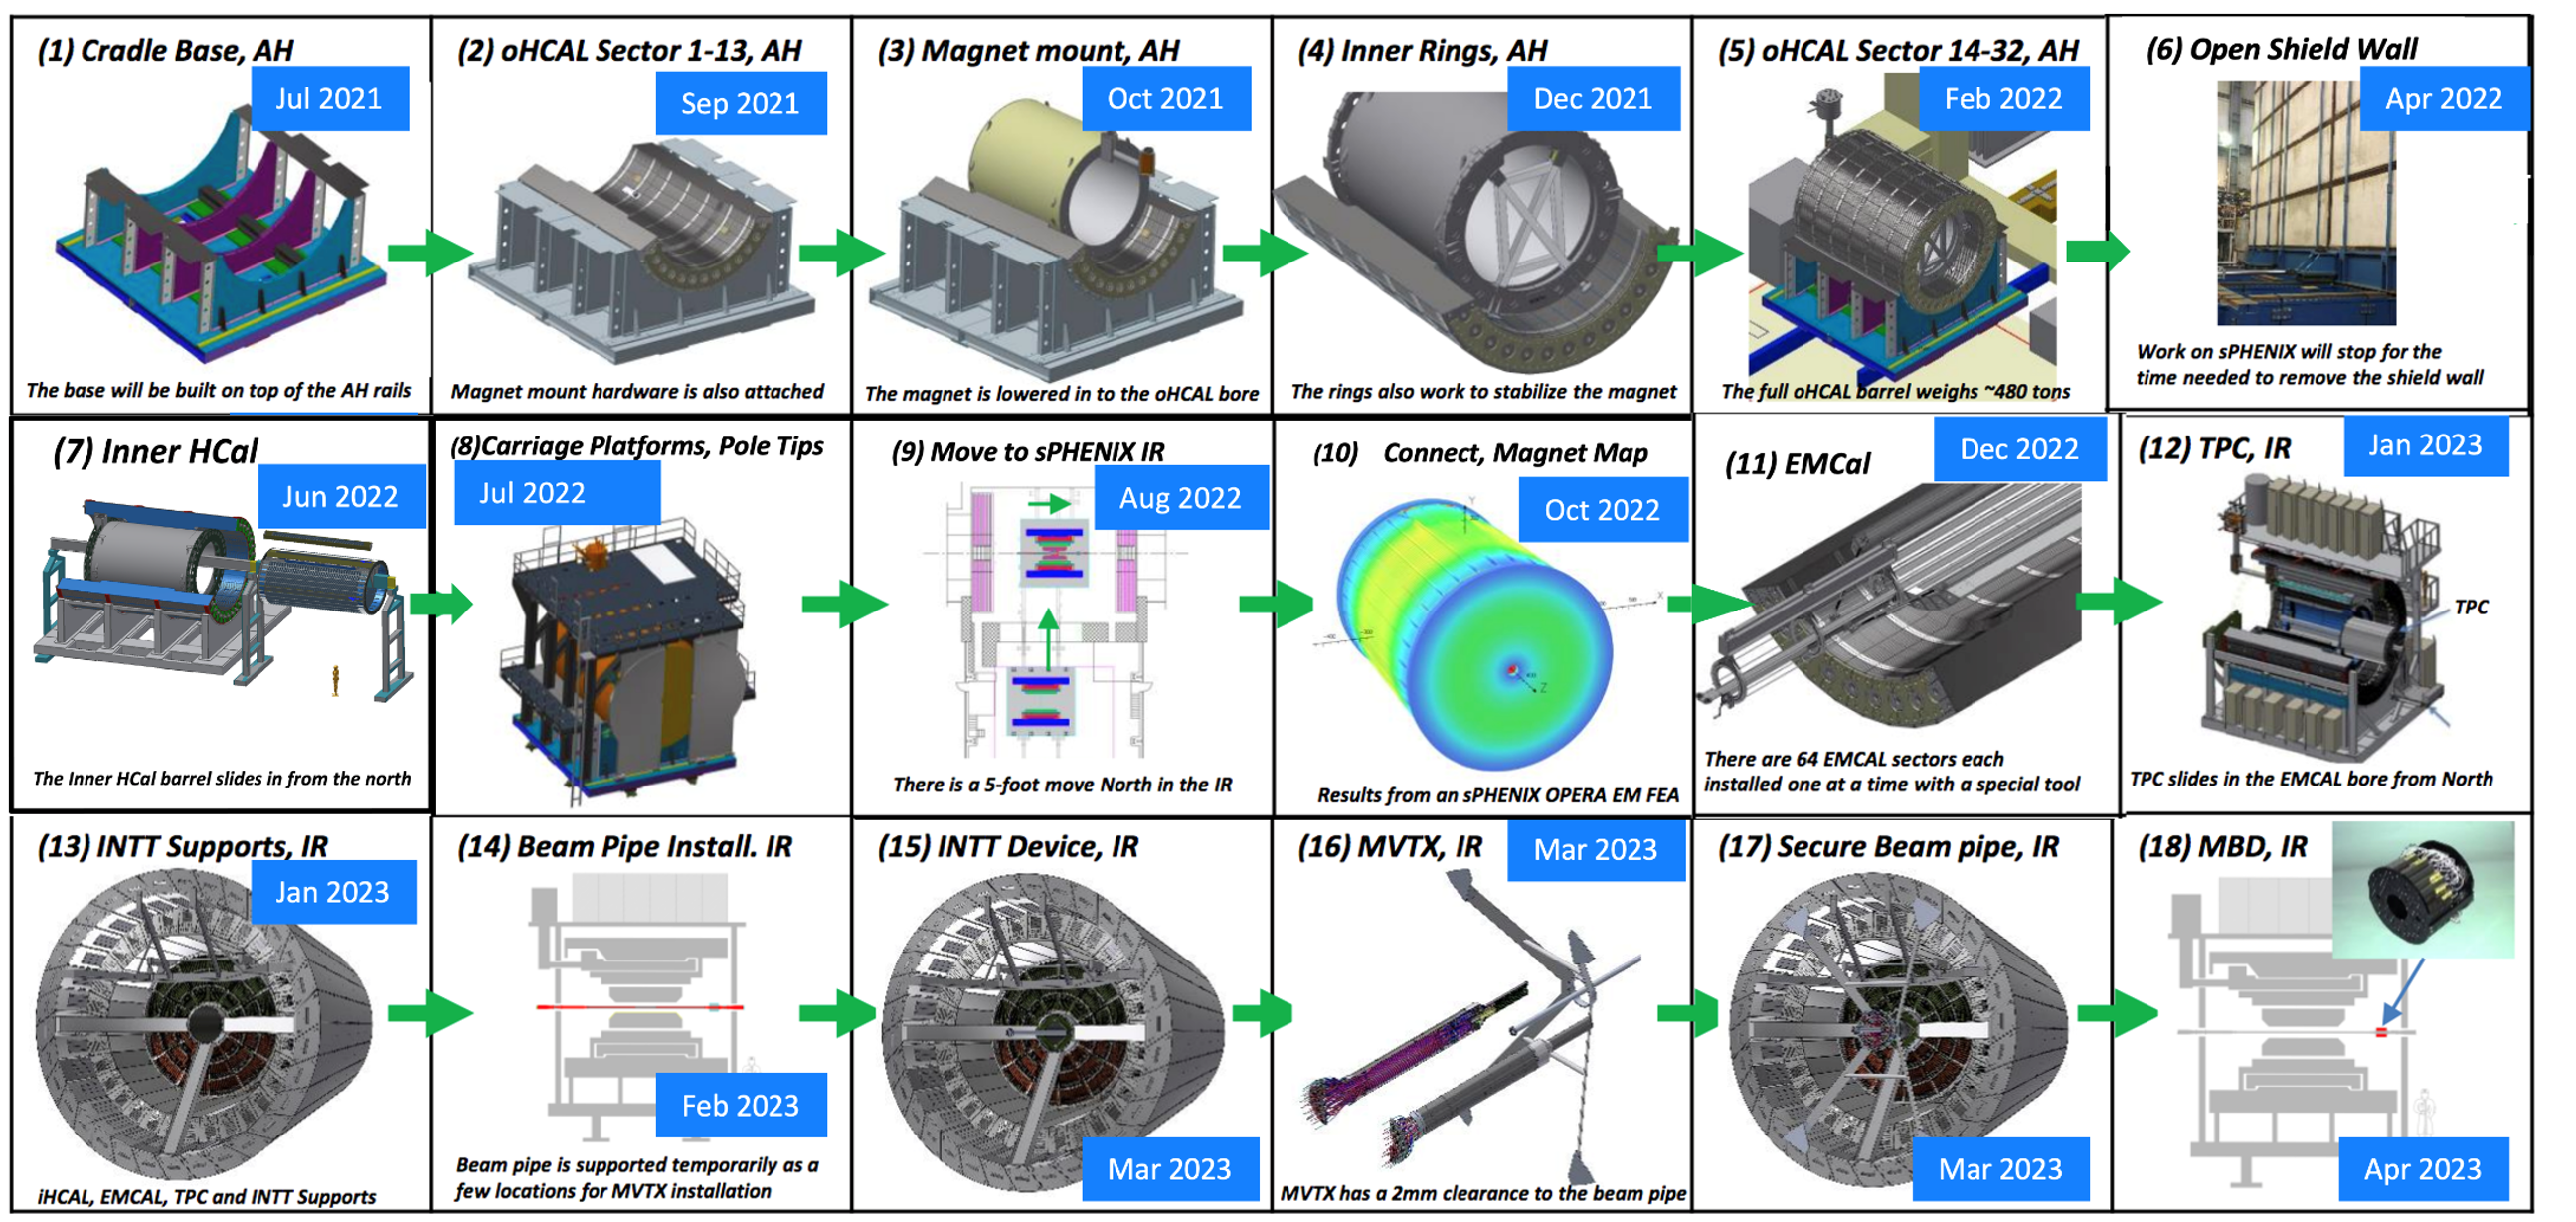 (1) Cradle Base, AH
Jul 2021
The base will be built on top of the AH rails
(2) oHCAL Sector 1-13, AH
Sep 2021
Magnet mount hardware is also attached
(3) Magnet mount, AH
Oct 2021
The magnet is lowered in to the oHCAL bore
(4) Inner Rings, AH
Dec 2021
The rings also work to stabilize the magnet
(5) oHCAL Sector 14-32, AH
Feb 2022
The full oHCAL barrel weighs ~480 tons
(6) Open Shield Wall
Apr 2022
Work on sPHENIX will stop for the
time needed to remove the shield wall
(7) Inner HCal
Jun 2022
The Inner HCal barrel slides in from the north
(8)Carriage Platforms, Pole Tips
Jul 2022
(9) Move to sPHENIX IR
Aug 2022
There is a 5-foot move North in the IR
(10) Connect, Magnet Map
Oct 2022
Y
X
Z
Results from an sPHENIX OPERA EM FEA
(11) EMCal
Dec 2022
There are 64 EMCAL sectors each
installed one at a time with a special tool
(12) TPC, IR
Jan 2023
TPC
TPC slides in the EMCAL bore from North
(13) INTT Supports, IR
Jan 2023
iHCAL, EMCAL, TPC and INTT Supports
(14) Beam Pipe Install. IR
Feb 2023
Beam pipe is supported temporarily as a
few locations for MVTX installation
(15) INTT Device, IR
Mar 2023
(16) MVTX, IR
Mar 2023
MVTX has a 2mm clearance to the beam pipe
(17) Secure Beam pipe, IR
Mar 2023
(18) MBD, IR
Apr 2023